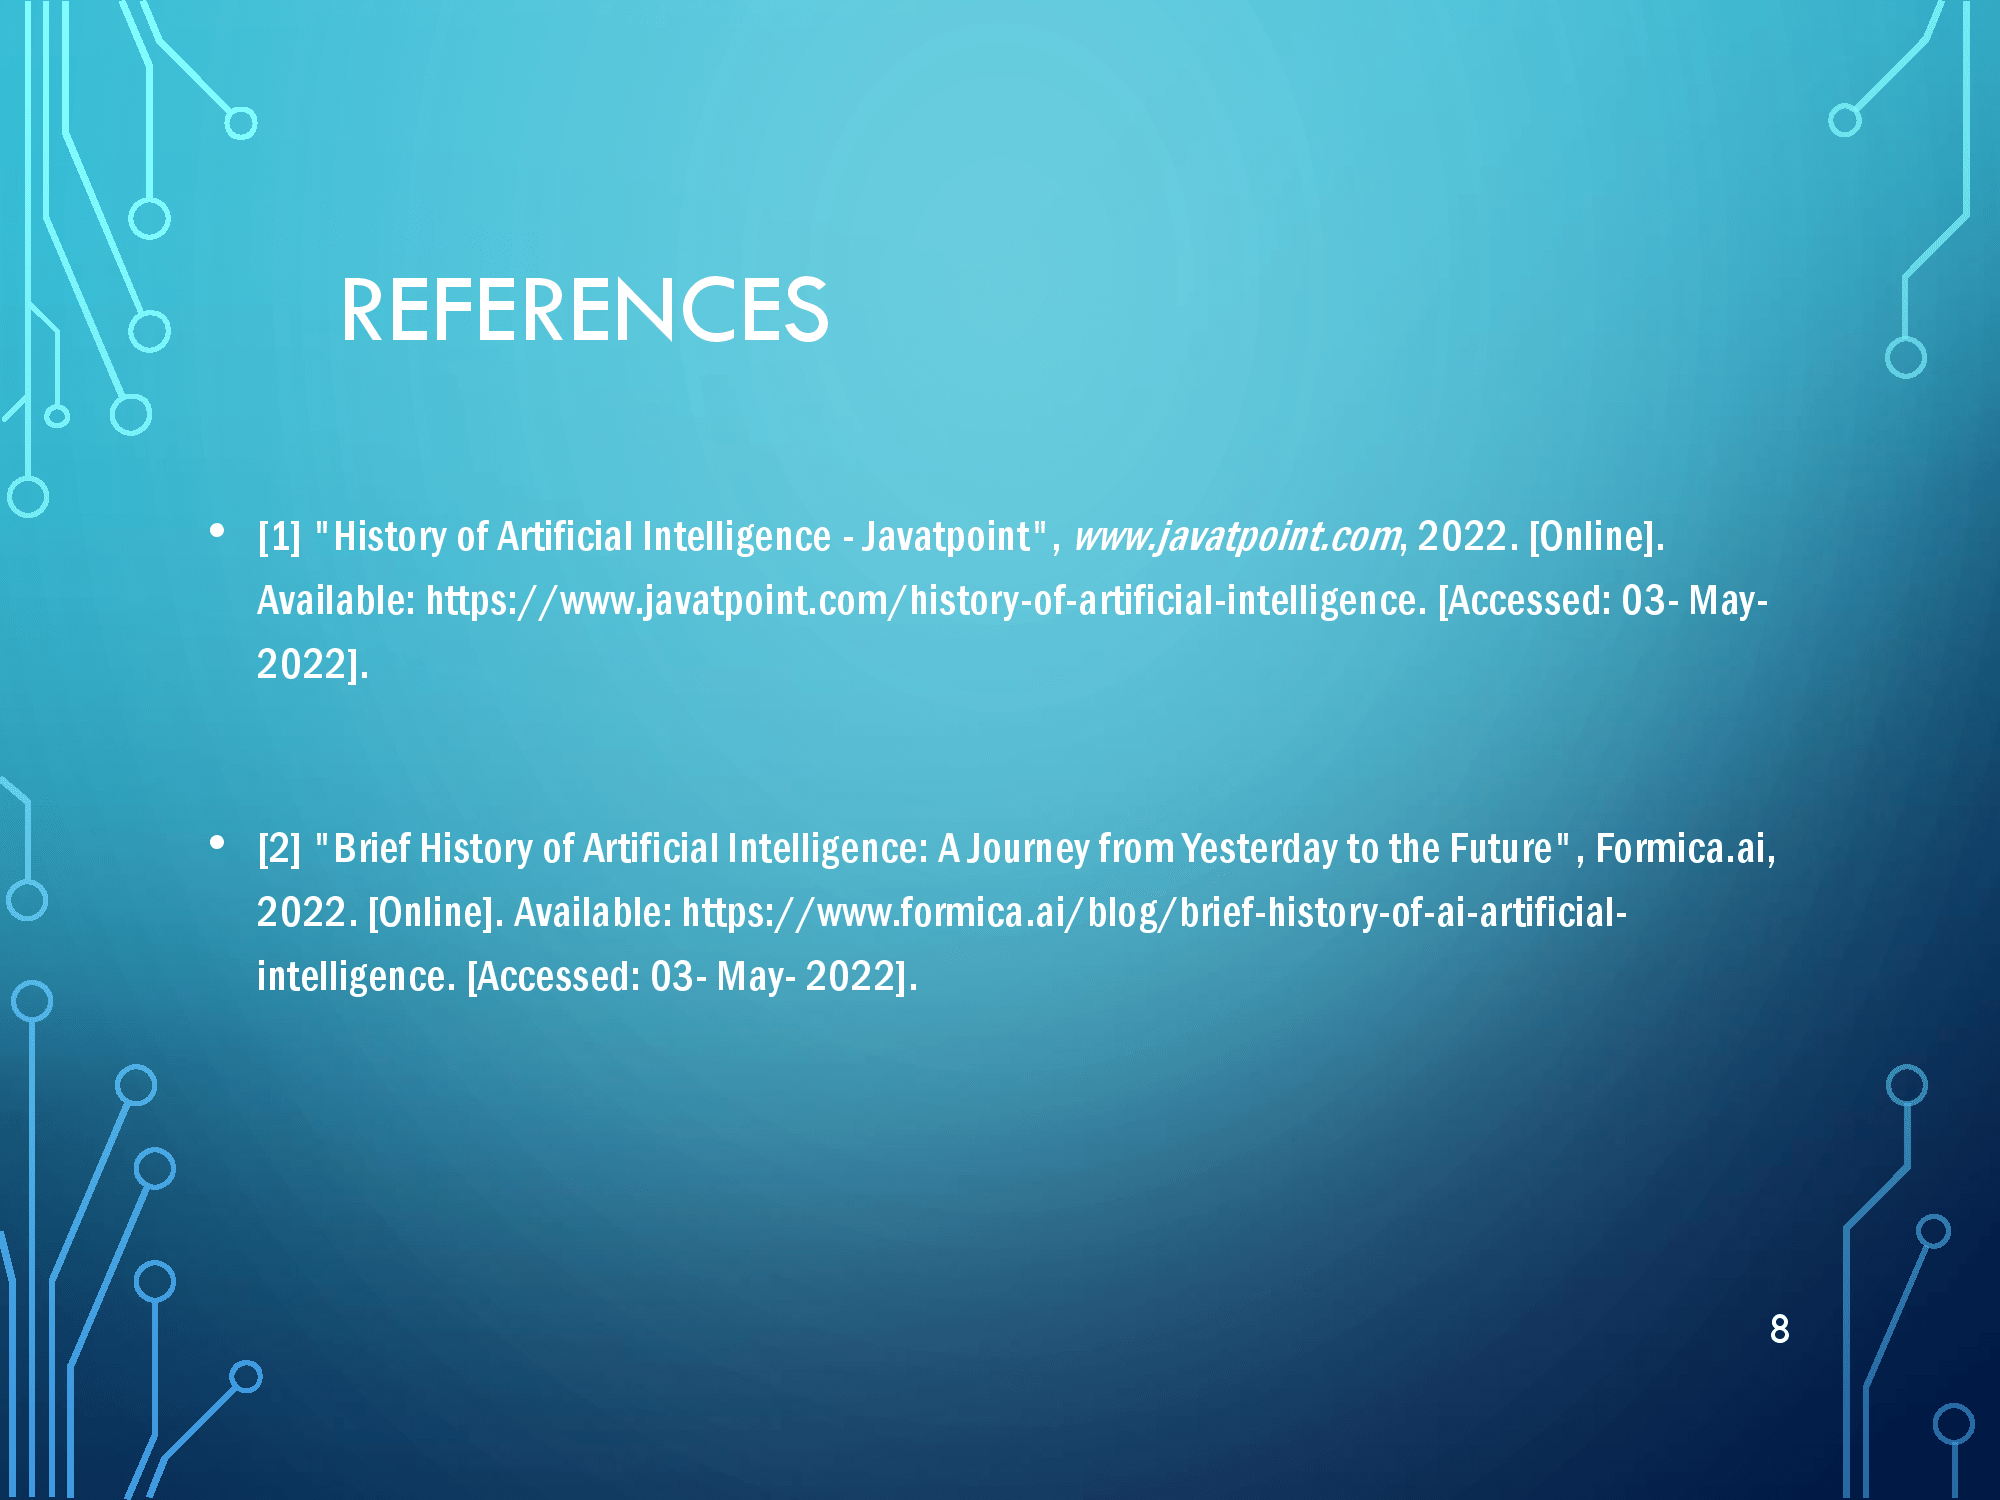 REFERENCES
• [1] "History of Artificial Intelligence - Javatpoint", www.javatpoint.com, 2022. [Online].
Available: https://www.javatpoint.com/history-of-artificial-intelligence. [Accessed: 03- May-
2022].
• [2] "Brief History of Artificial Intelligence: A Journey from Yesterday to the Future", Formica.ai,
2022. [Online]. Available: https://www.formica.ai/blog/brief-history-of-ai-artificial-
intelligence. [Accessed: 03- May- 2022].
8